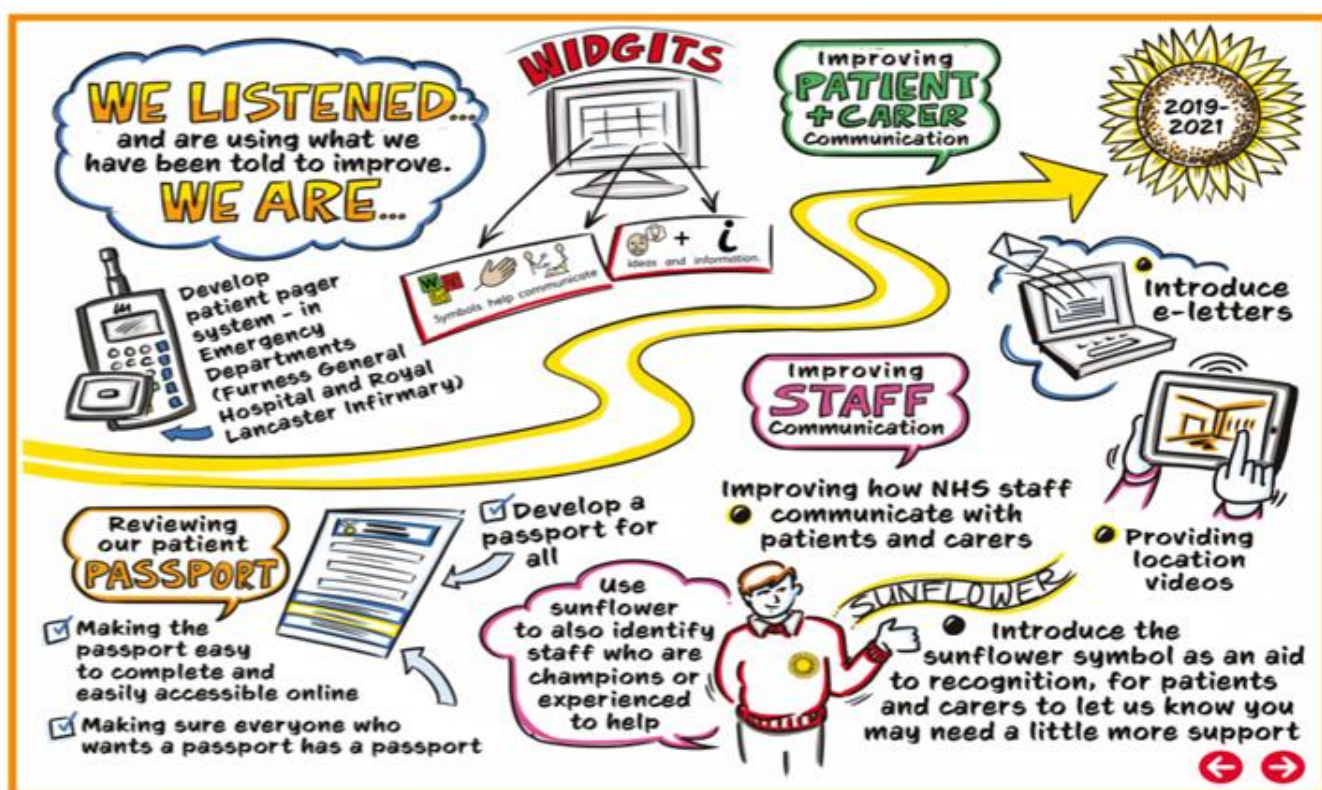 WE LISTENED...
and are using what we
have been told to improve.
WE ARE...
WIDGITS
Symbols help communicate
+ i
Ideas and information.
Improving
PATIENT
+ CARER
Communication
2019-
2021
Develop
patient pager
system - in
Emergency
Departments
(Furness General
Hospital and Royal
Lancaster Infirmary)
Introduce
e-letters
Improving
STAFF
Communication
Providing
location
videos
Improving how NHS staff
communicate with
patients and carers
Reviewing
our patient
PASSPORT
Develop a
passport for
all
Making the
passport easy
to complete and
easily accessible online
Making sure everyone who
wants a passport has a passport
Use
sunflower
to also identify
staff who are
champions or
experienced
to help
SUNFLOWER
Introduce the
sunflower symbol as an aid
to recognition, for patients
and carers to let us know you
may need a little more support